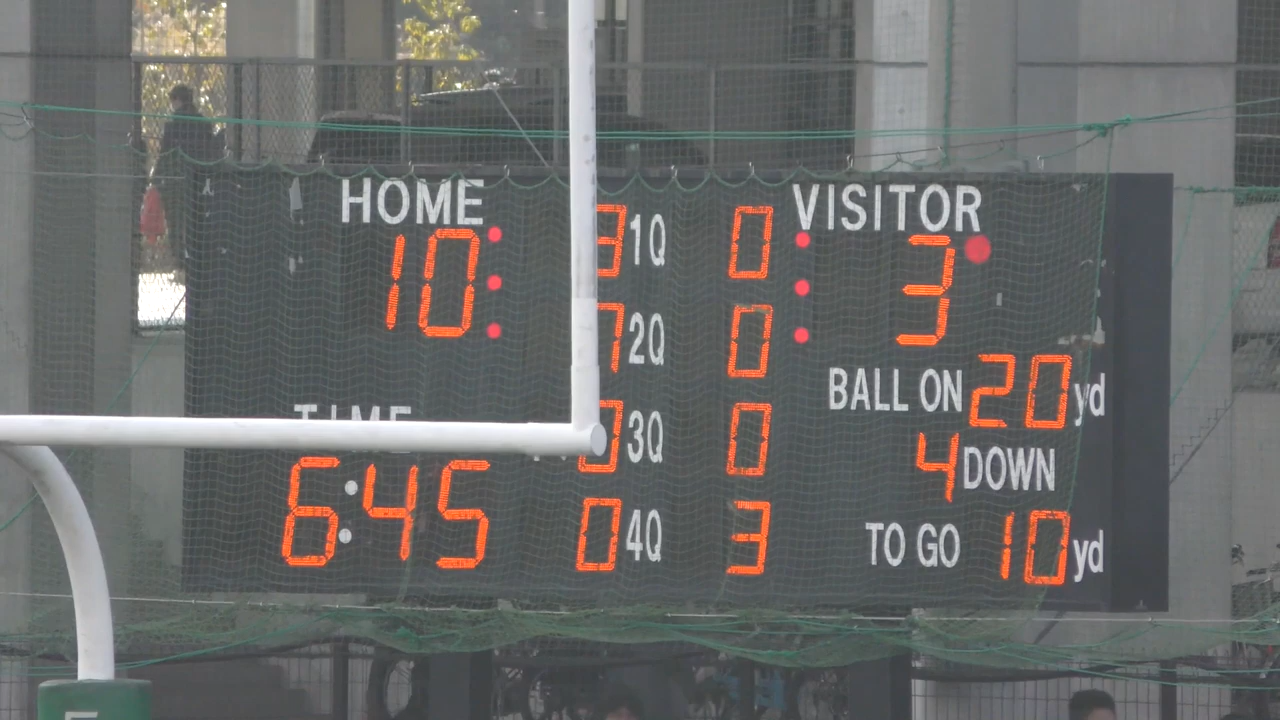 HOME VISITOR
10 3 1Q 0 3
7 2Q 0
BALL ON 20 yd
TIME 0 3Q 0
4 DOWN
6:45 0 4Q 3
TO GO 10 yd